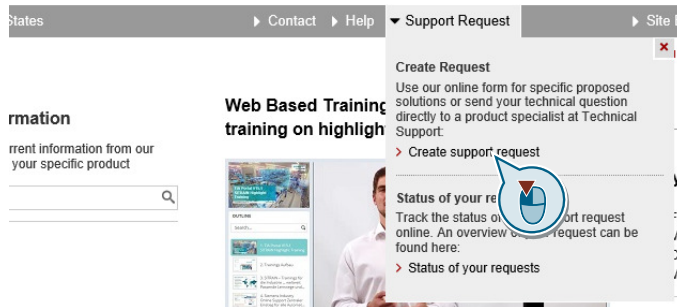 States
Contact
Help
Support Request
Site
Create Request
Use our online form for specific proposed
solutions or send your technical question
directly to a product specialist at Technical
Support:
Create support request
Status of your re
Track the status of ort request
online. An overview o request can be
found here:
Status of your requests
rmation
rrent information from our
your specific product
Web Based Training
training on highligh
OUTLINE
Search...